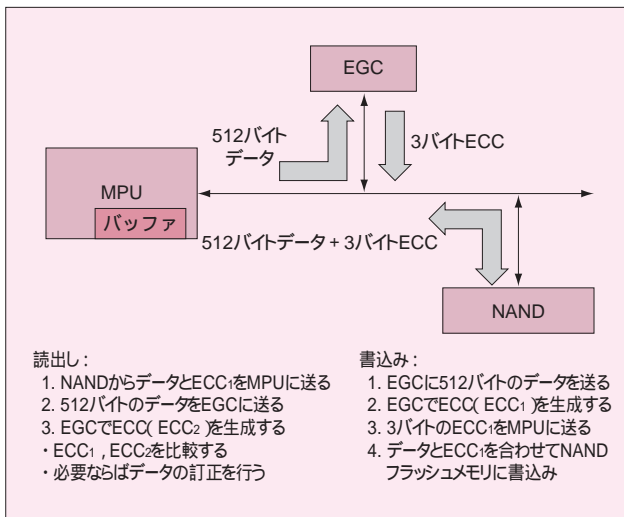 EGC
512バイト
データ
3バイトECC
MPU
バッファ
512バイトデータ + 3バイトECC
NAND
読出し:
1. NANDからデータとECC₁をMPUに送る
2. 512バイトのデータをEGCに送る
3. EGCでECC( ECC₂ )を生成する
・ECC₁ , ECC₂を比較する
・必要ならばデータの訂正を行う
書込み:
1. EGCに512バイトのデータを送る
2. EGCでECC( ECC₁ )を生成する
3. 3バイトのECC₁をMPUに送る
4. データとECC₁を合わせてNAND
フラッシュメモリに書込み